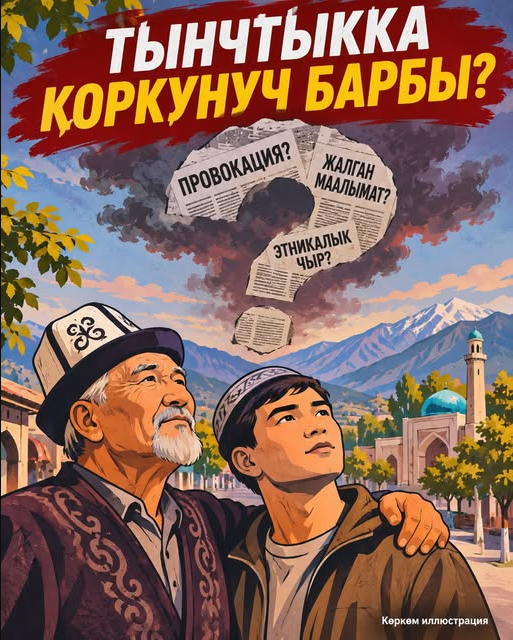 ТЫНЧТЫККА
ҚОРКУНУЧ БАРБЫ?
ПРОВОКАЦИЯ?
ЖАЛГАН
МААЛЫМАТ?
ЭТНИКАЛЫК
ЧЫР?
Көркөм иллюстрация